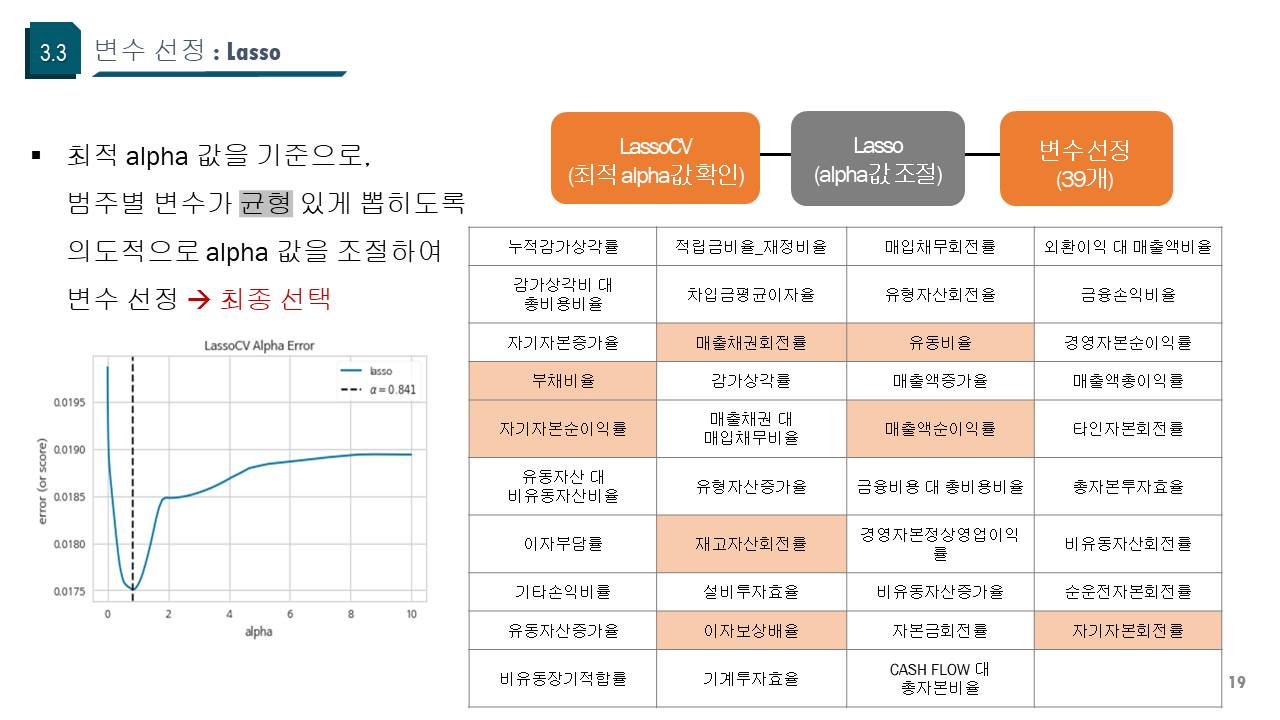 3.3
변수 선정 : Lasso
▪ 최적 alpha 값을 기준으로,
범주별 변수가 균형 있게 뽑히도록
의도적으로 alpha 값을 조절하여
변수 선정 → 최종 선택
LassoCV
(최적 alpha값 확인)
Lasso
(alpha값 조절)
변수 선정
(39개)
LassoCV Alpha Error
lasso
α = 0.841
error (or score)
0.0195
0.0190
0.0185
0.0180
0.0175
0 2 4 6 8 10
alpha
누적감가상각률 적립금비율_재정비율 매입채무회전률 외환이익 대 매출액비율
감가상각비 대
총비용비율 차입금평균이자율 유형자산회전율 금융손익비율
자기자본증가율 매출채권회전률 유동비율 경영자본순이익률
부채비율 감가상각률 매출액증가율 매출액총이익률
자기자본순이익률 매출채권 대
매입채무비율 매출액순이익률 타인자본회전률
유동자산 대
비유동자산비율 유형자산증가율 금융비용 대 총비용비율 총자본투자효율
이자부담률 재고자산회전률 경영자본정상영업이익
률 비유동자산회전률
기타손익비률 설비투자효율 비유동자산증가율 순운전자본회전률
유동자산증가율 이자보상배율 자본금회전률 자기자본회전률
비유동장기적합률 기계투자효율 CASH FLOW 대
총자본비율
19